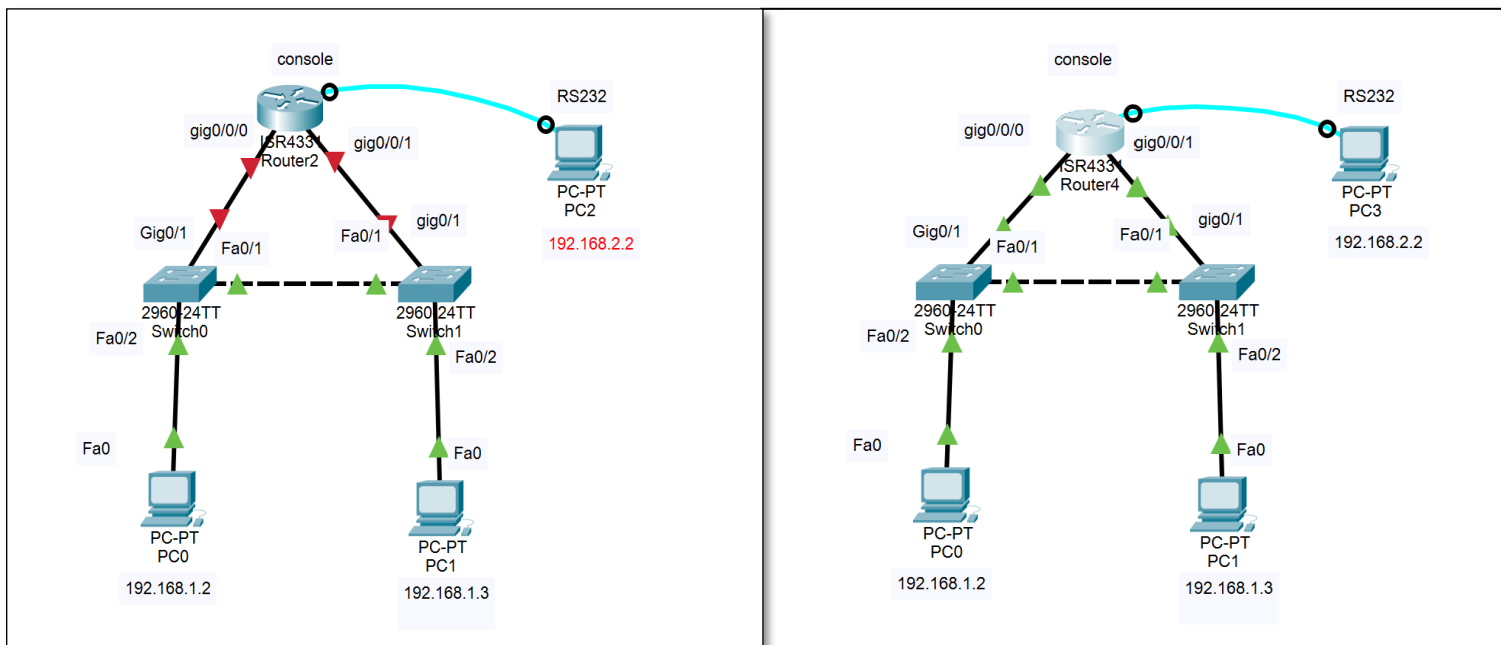 console
RS232
gig0/0/0
ISR4331
Router2
gig0/0/1
PC-PT
PC2
192.168.2.2
Gig0/1
Fa0/1
Fa0/1
gig0/1
2960-24TT
Switch0
2960-24TT
Switch1
Fa0/2
Fa0/2
Fa0
Fa0
PC-PT
PC0
192.168.1.2
PC-PT
PC1
192.168.1.3
console
RS232
gig0/0/0
gig0/0/1
ISR4331
Router4
PC-PT
PC3
192.168.2.2
Gig0/1
Fa0/1
Fa0/1
gig0/1
2960-24TT
Switch0
2960-24TT
Switch1
Fa0/2
Fa0/2
Fa0
Fa0
PC-PT
PC0
192.168.1.2
PC-PT
PC1
192.168.1.3